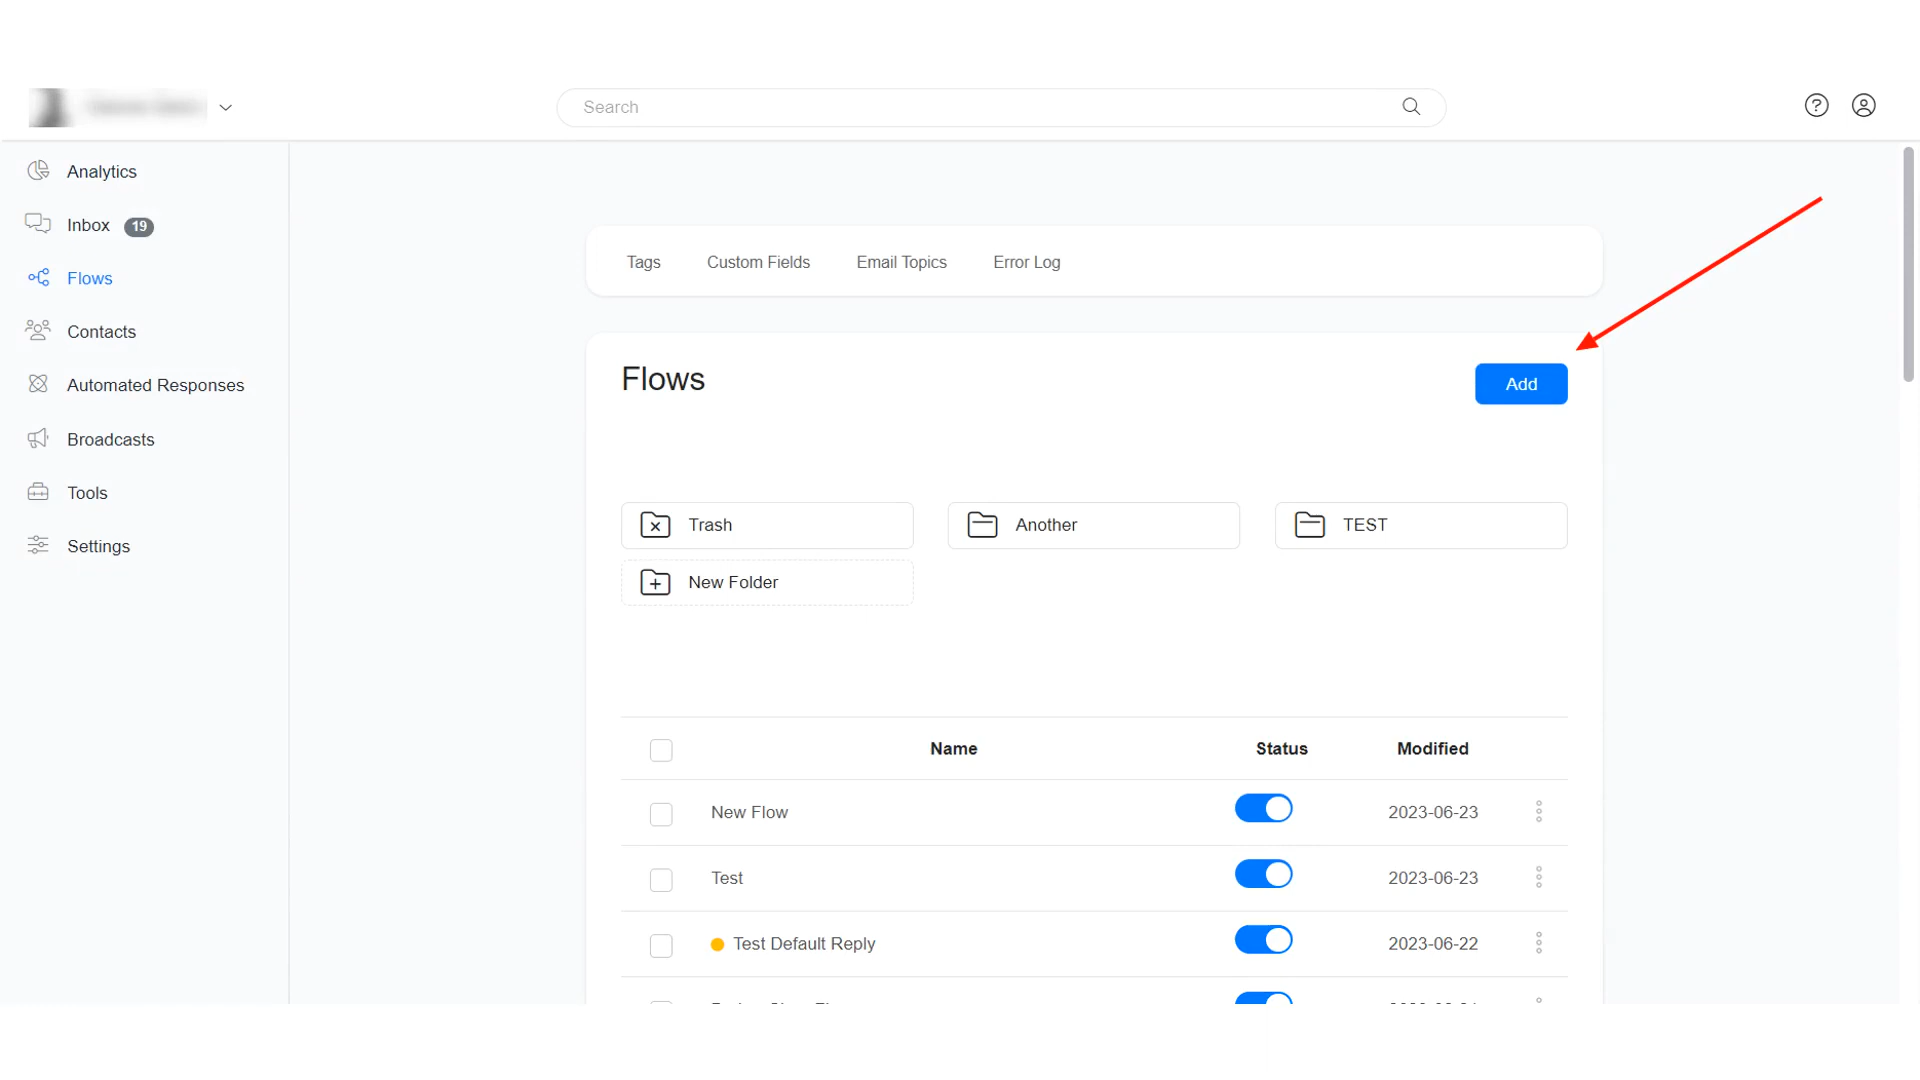 Search
Analytics
Inbox 19
Flows
Contacts
Automated Responses
Broadcasts
Tools
Settings
Tags Custom Fields Email Topics Error Log
Flows
Add
Trash Another TEST
New Folder
Name Status Modified
New Flow 2023-06-23
Test 2023-06-23
Test Default Reply 2023-06-22